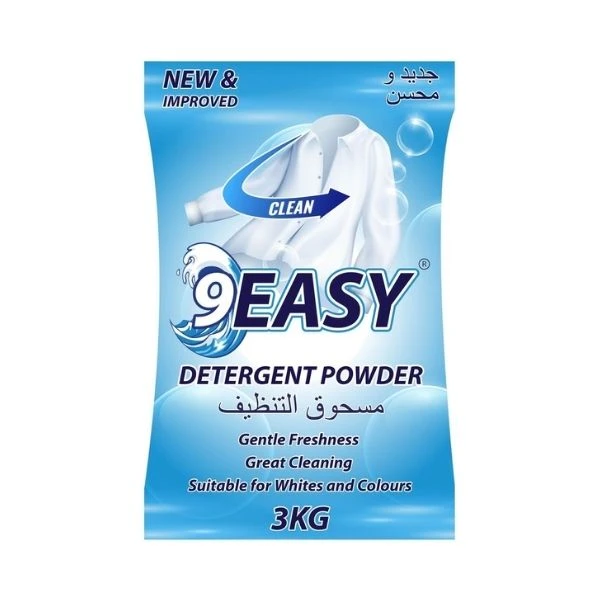 NEW &
IMPROVED
جديد و
محسن
CLEAN
9EASY®
DETERGENT POWDER
مسحوق التنظيف
Gentle Freshness
Great Cleaning
Suitable for Whites and Colours
3KG